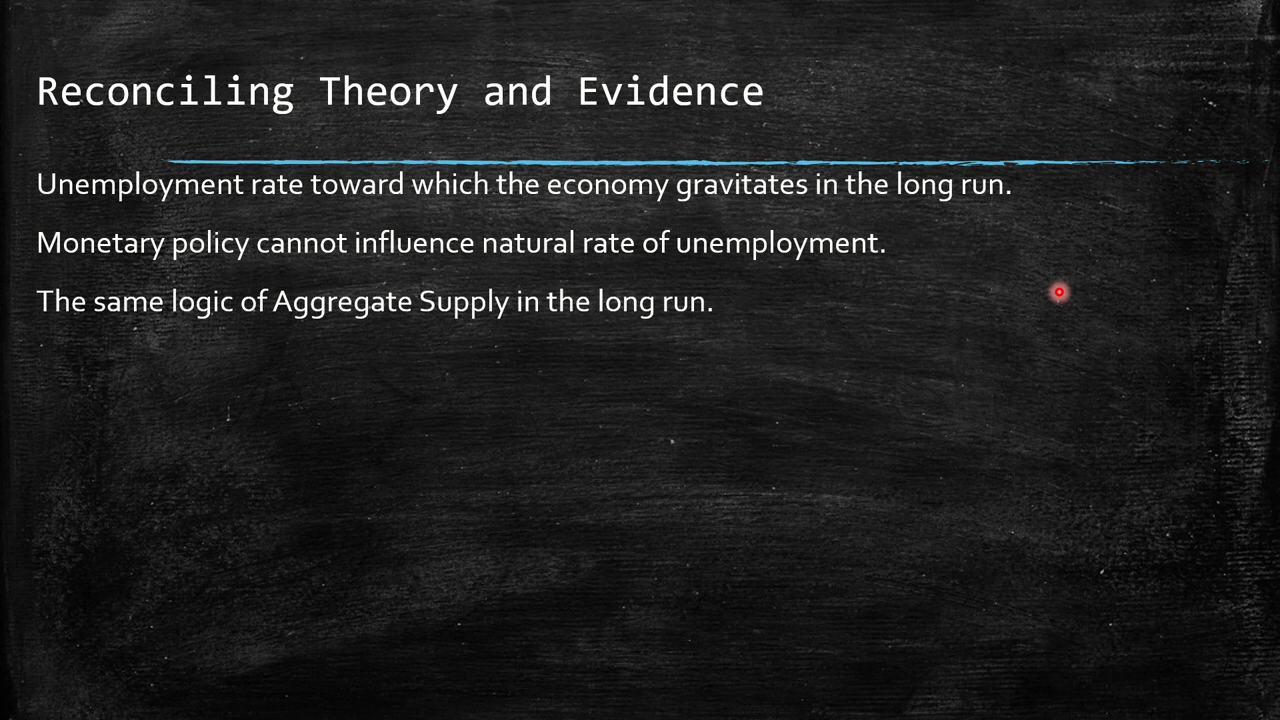 Reconciling Theory and Evidence
Unemployment rate toward which the economy gravitates in the long run.
Monetary policy cannot influence natural rate of unemployment.
The same logic of Aggregate Supply in the long run.